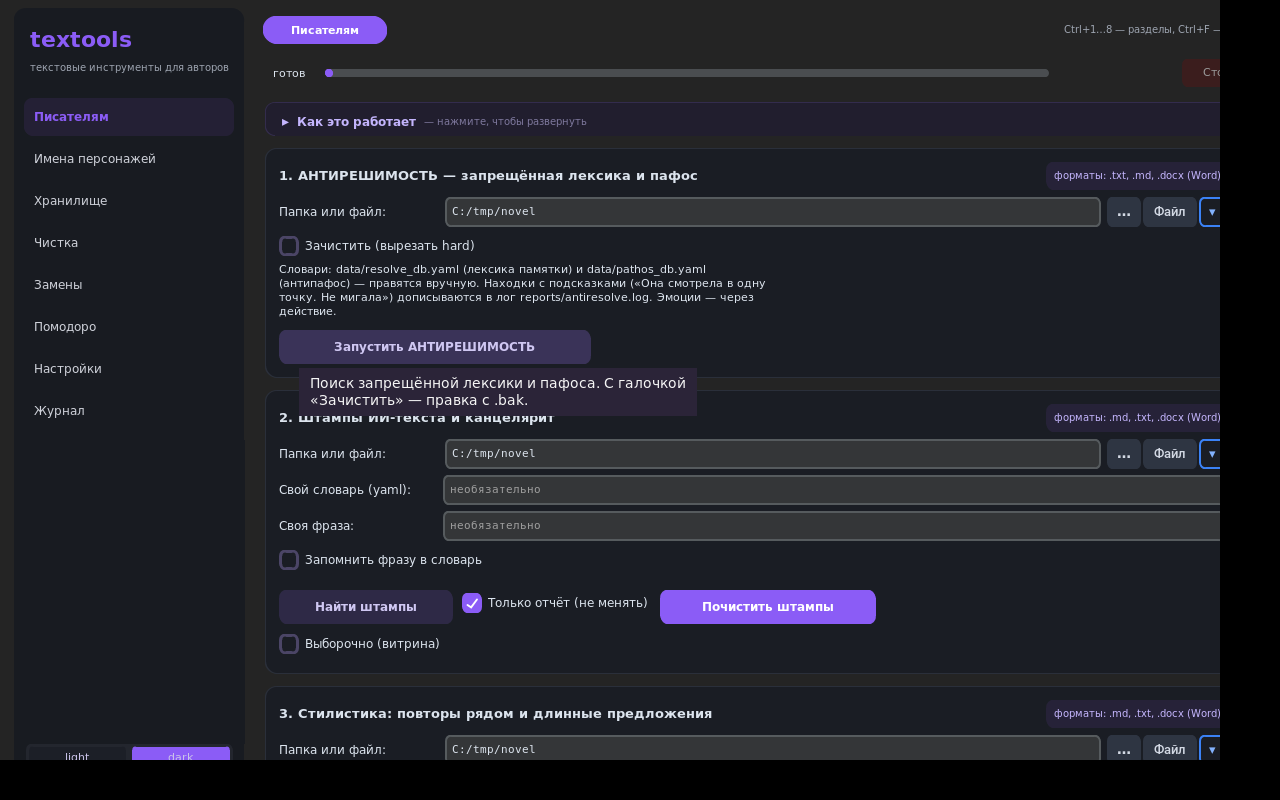 textools
текстовые инструменты для авторов
Писателям
Имена персонажей
Хранилище
Чистка
Замены
Помодоро
Настройки
Журнал
light
dark
Писателям
Ctrl+1…8 — разделы, Ctrl+F —
готов
Сто
▸ Как это работает — нажмите, чтобы развернуть
1. АНТИРЕШИМОСТЬ — запрещённая лексика и пафос
форматы: .txt, .md, .docx (Word)
Папка или файл:
C:/tmp/novel
...
Файл
▾
Зачистить (вырезать hard)
Словари: data/resolve_db.yaml (лексика памятки) и data/pathos_db.yaml
(антипафос) — правятся вручную. Находки с подсказками («Она смотрела в одну
точку. Не мигала») дописываются в лог reports/antiresolve.log. Эмоции — через
действие.
Запустить АНТИРЕШИМОСТЬ
Поиск запрещённой лексики и пафоса. С галочкой
«Зачистить» — правка с .bak.
2. Штампы ИИ-текста и канцелярит
форматы: .md, .txt, .docx (Word)
Папка или файл:
C:/tmp/novel
...
Файл
▾
Свой словарь (yaml):
необязательно
Своя фраза:
необязательно
Запомнить фразу в словарь
Найти штампы
Только отчёт (не менять)
Почистить штампы
Выборочно (витрина)
3. Стилистика: повторы рядом и длинные предложения
форматы: .md, .txt, .docx (Word)
Папка или файл:
C:/tmp/novel
...
Файл
▾